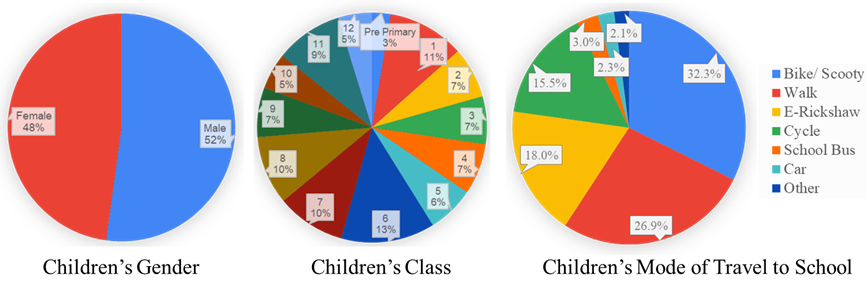 Female
48%
Male
52%
Children's Gender
Pre Primary
3%
1
11%
2
7%
3
7%
4
7%
5
6%
6
13%
7
10%
8
10%
9
7%
10
5%
11
9%
12
5%
Children's Class
32.3%
26.9%
18.0%
15.5%
3.0%
2.3%
2.1%
Children's Mode of Travel to School
Bike/ Scooty
Walk
E-Rickshaw
Cycle
School Bus
Car
Other